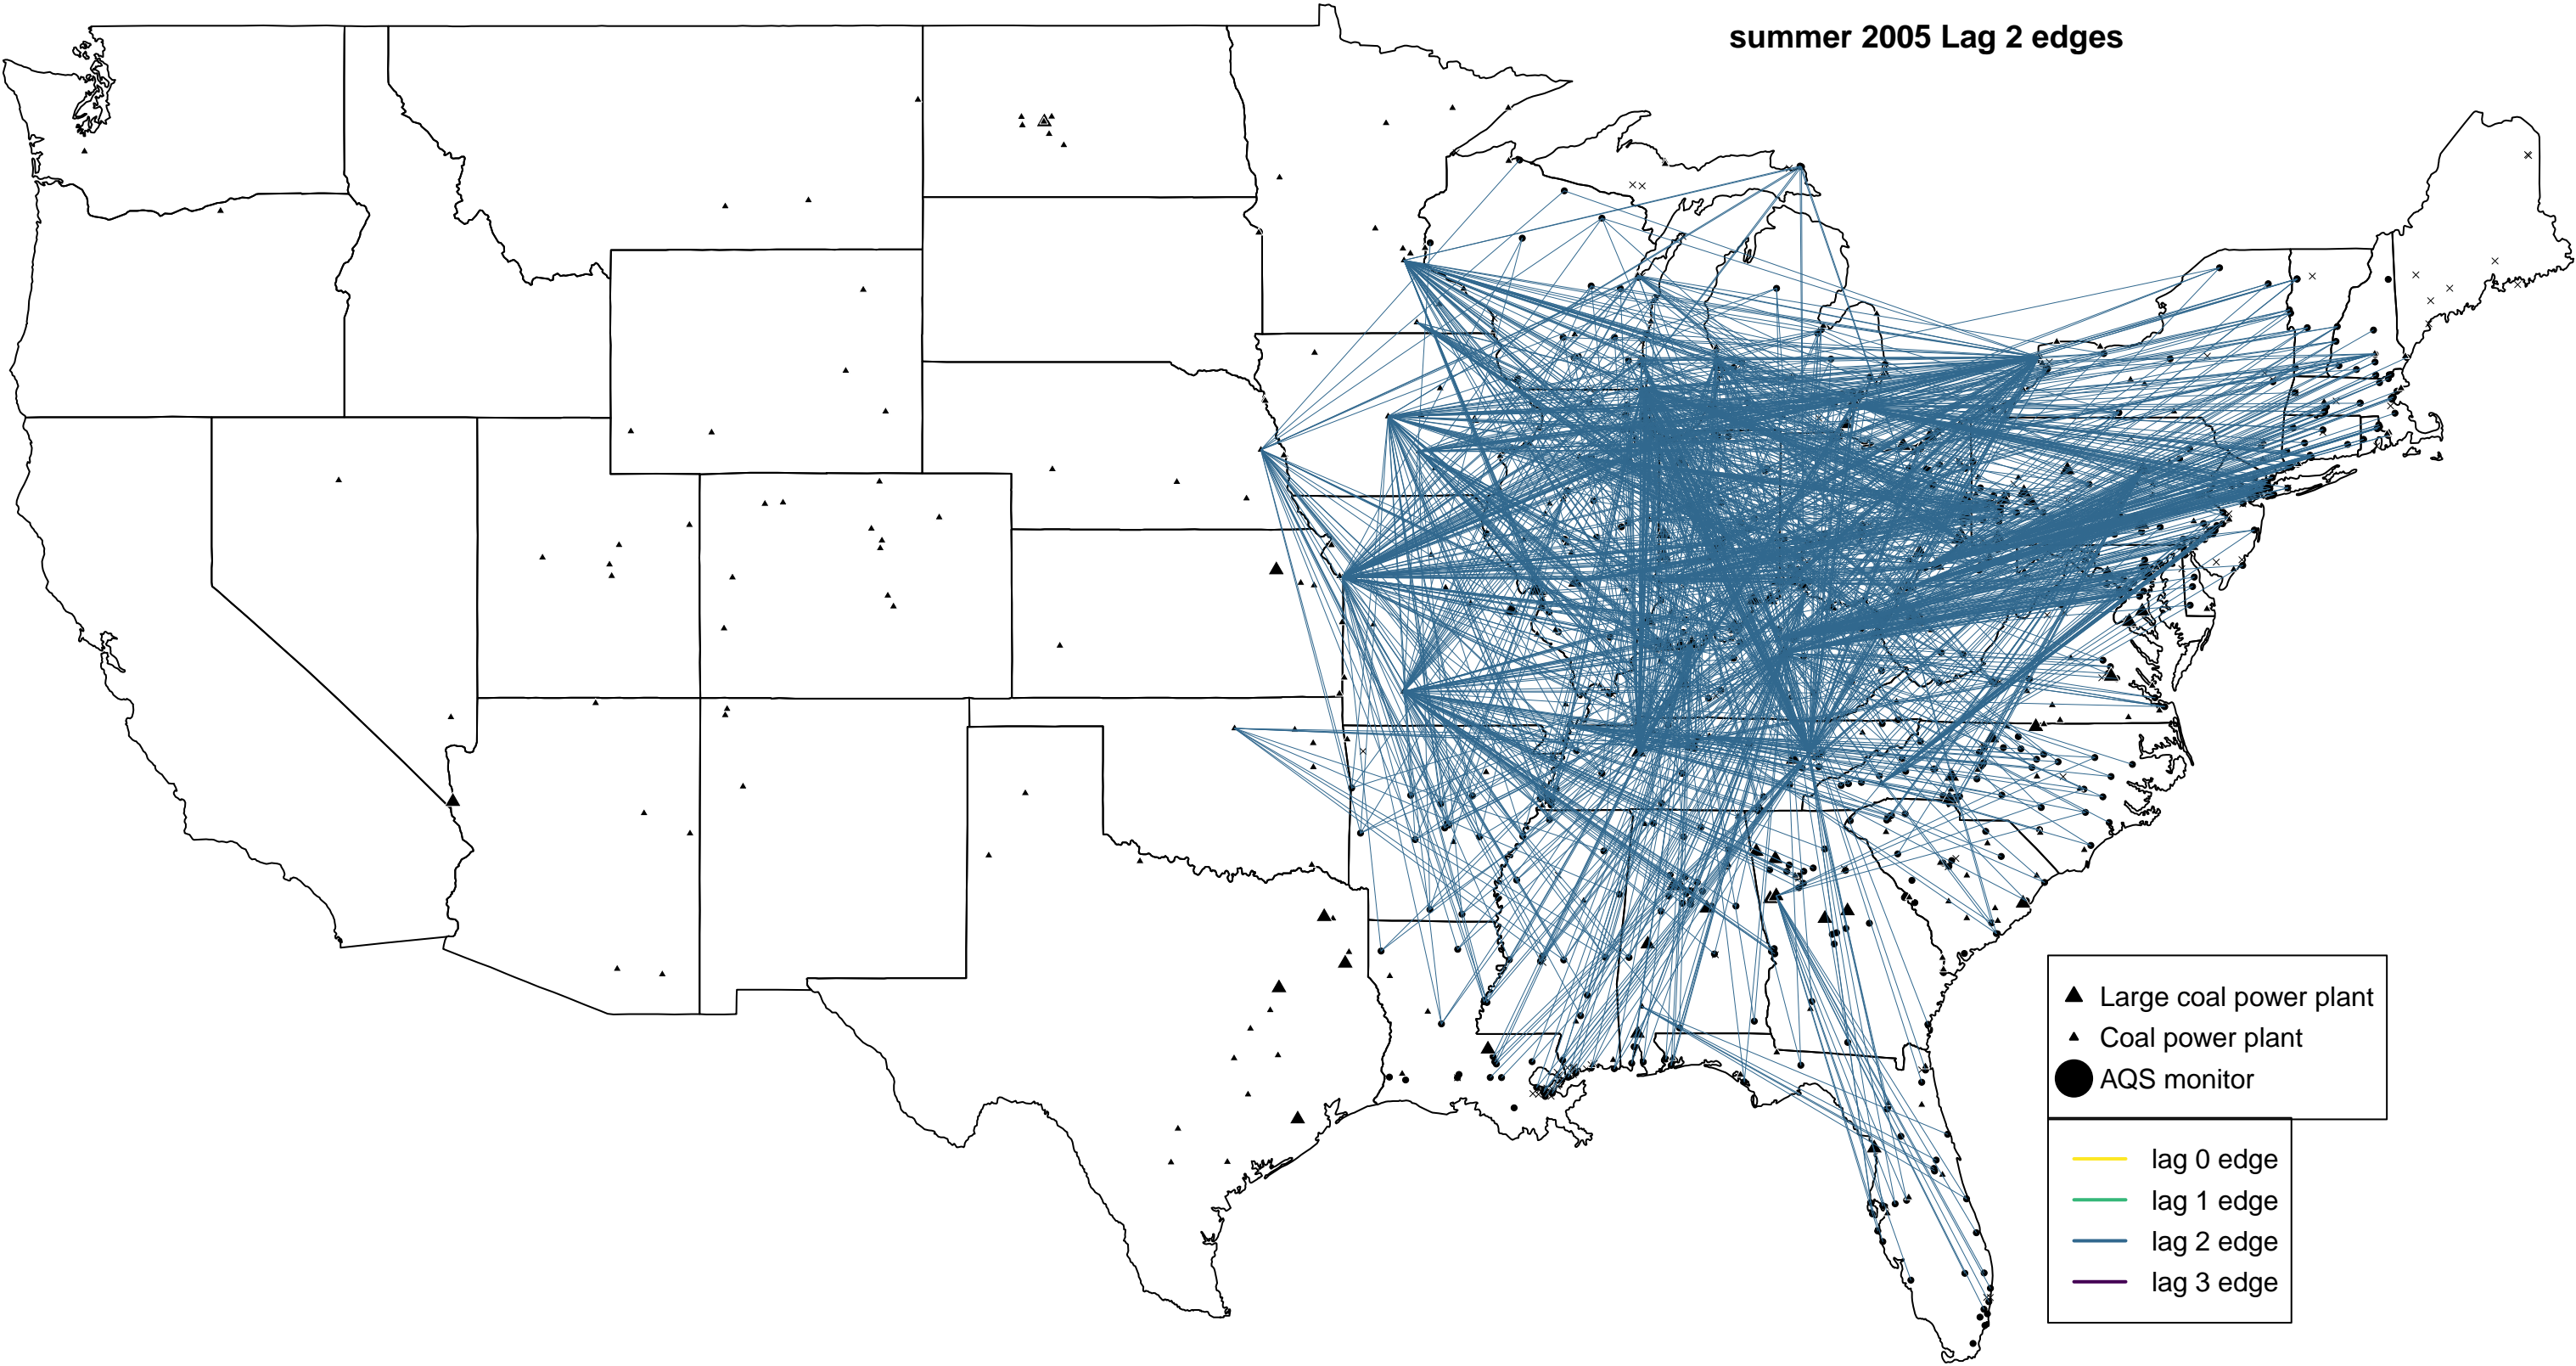 summer 2005 Lag 2 edges
Large coal power plant
Coal power plant
AQS monitor
lag 0 edge
lag 1 edge
lag 2 edge
lag 3 edge